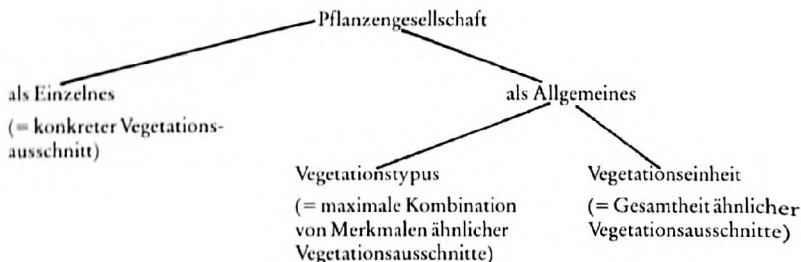 Pflanzengesellschaft
als Einzelnes
(= konkreter Vegetations-
ausschnitt)
als Allgemeines
Vegetationstypus
(= maximale Kombination
von Merkmalen ähnlicher
Vegetationsausschnitte)
Vegetationseinheit
(= Gesamtheit ähnlicher
Vegetationsausschnitte)